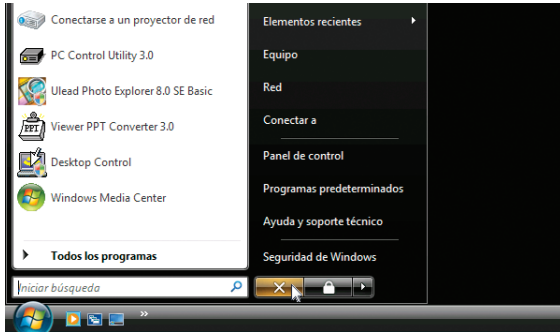 Conectarse a un proyector de red
PC Control Utility 3.0
Ulead Photo Explorer 8.0 SE Basic
PPT
Viewer PPT Converter 3.0
Desktop Control
Windows Media Center
Todos los programas
Iniciar búsqueda
Elementos recientes
Equipo
Red
Conectar a
Panel de control
Programas predeterminados
Ayuda y soporte técnico
Seguridad de Windows